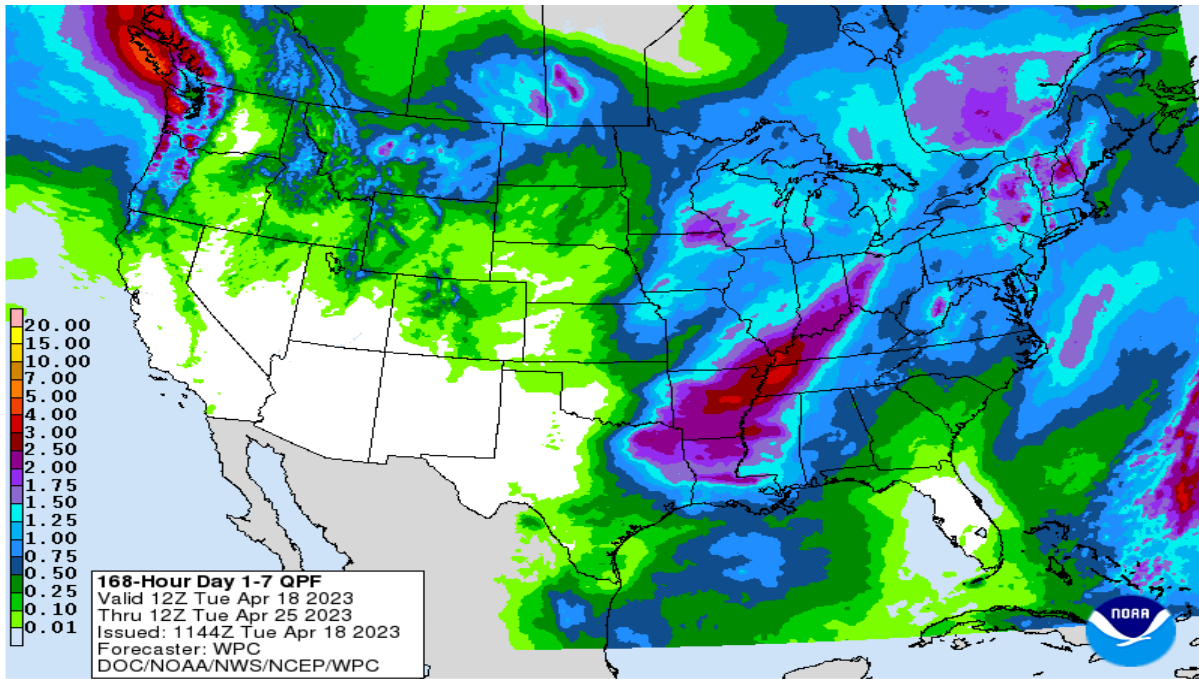 20.00
15.00
10.00
7.00
5.00
4.00
3.00
2.50
2.00
1.75
1.50
1.25
1.00
0.75
0.50
0.25
0.10
0.01
168-Hour Day 1-7 QPF
Valid 12Z Tue Apr 18 2023
Thru 12Z Tue Apr 25 2023
Issued: 1144Z Tue Apr 18 2023
Forecaster: WPC
DOC/NOAA/NWS/NCEP/WPC
NOAA